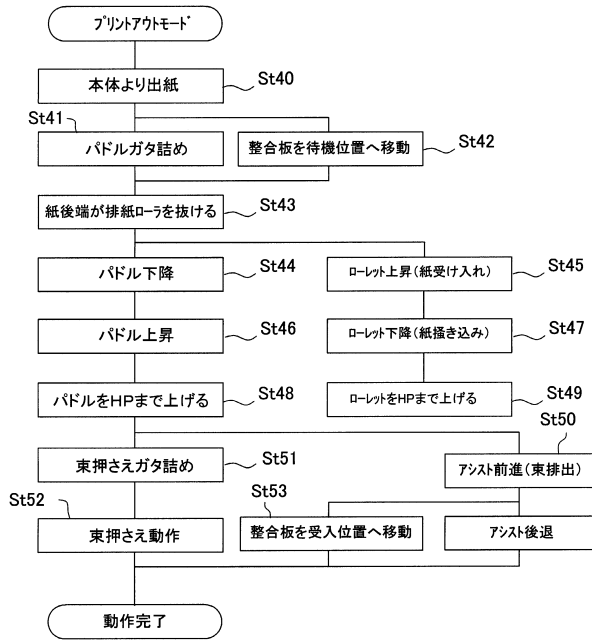 プリントアウトモード
本体より出紙
St40
St41
パドルガタ詰め
整合板を待機位置へ移動
St42
紙後端が排紙ローラを抜ける
St43
パドル下降
St44
ローレット上昇(紙受け入れ)
St45
パドル上昇
St46
ローレット下降(紙掻き込み)
St47
パドルをHPまで上げる
St48
ローレットをHPまで上げる
St49
St50
束押さえガタ詰め
St51
アシスト前進(束排出)
St52
St53
束押さえ動作
整合板を受入位置へ移動
アシスト後退
動作完了